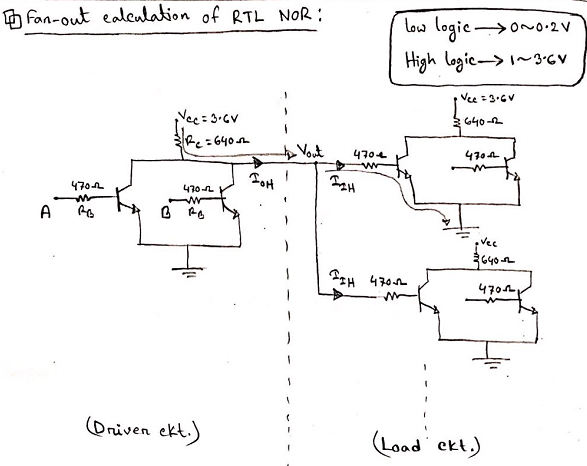 Fan-out calculation of RTL NOR:
Low logic → 0~0.2V
High logic → 1~3.6V
Vcc = 3.6V
Rc = 640Ω
Vout
470Ω
A
RB
470Ω
B
RB
IOH
IIH
470Ω
Vcc = 3.6V
640Ω
470Ω
IIH
470Ω
Vcc
640Ω
470Ω
(Driver ckt.)
(Load ckt.)